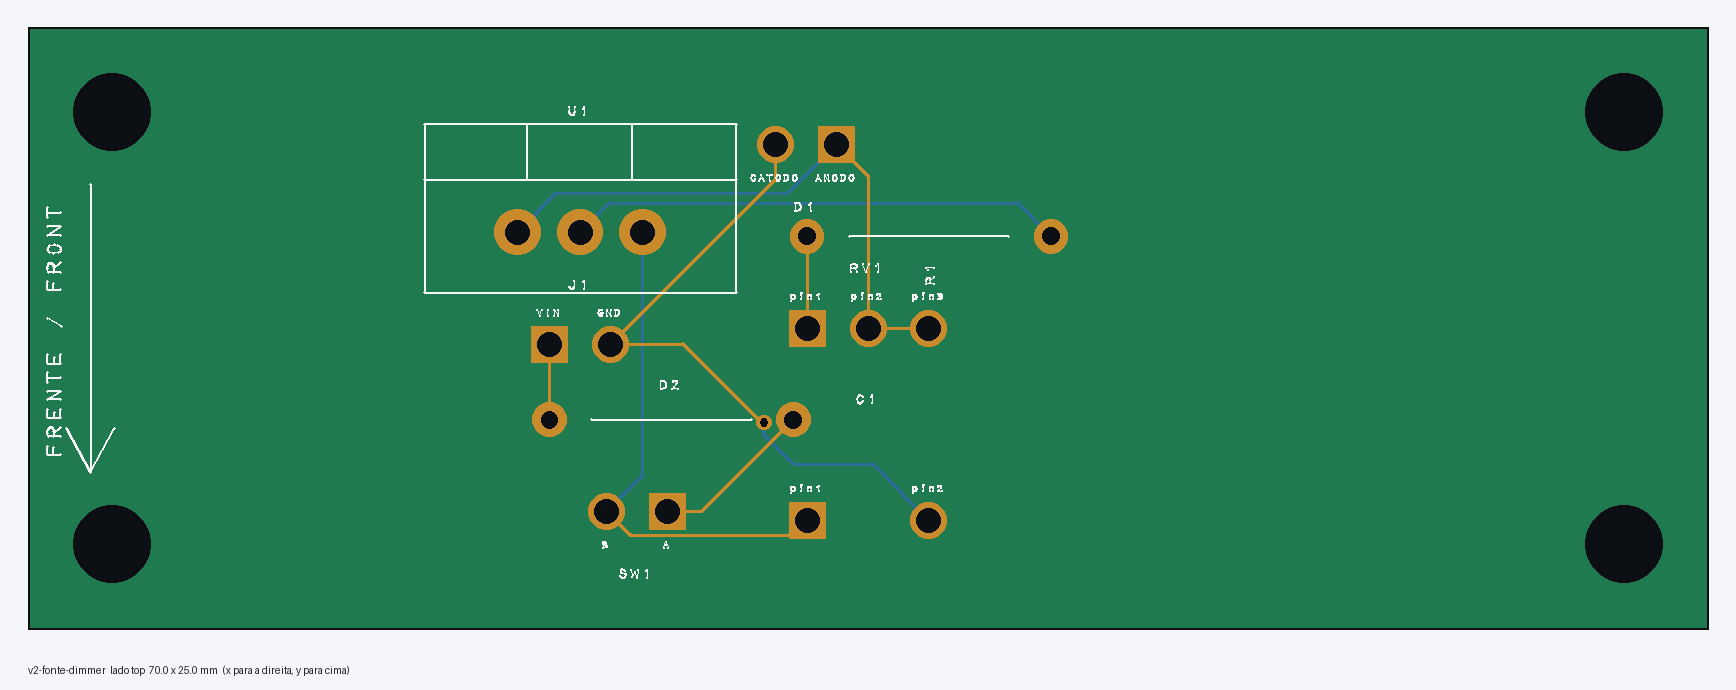 U1
CATODO ANODO
D1
FRENTE / FRONT
RV1
R1
J1
pin1 pin2 pin3
VIN GND
D2
C1
pin1 pin2
B A
SW1
v2-fonte-dimmer lado top 70.0 x 25.0 mm (x para a direita, y para cima)